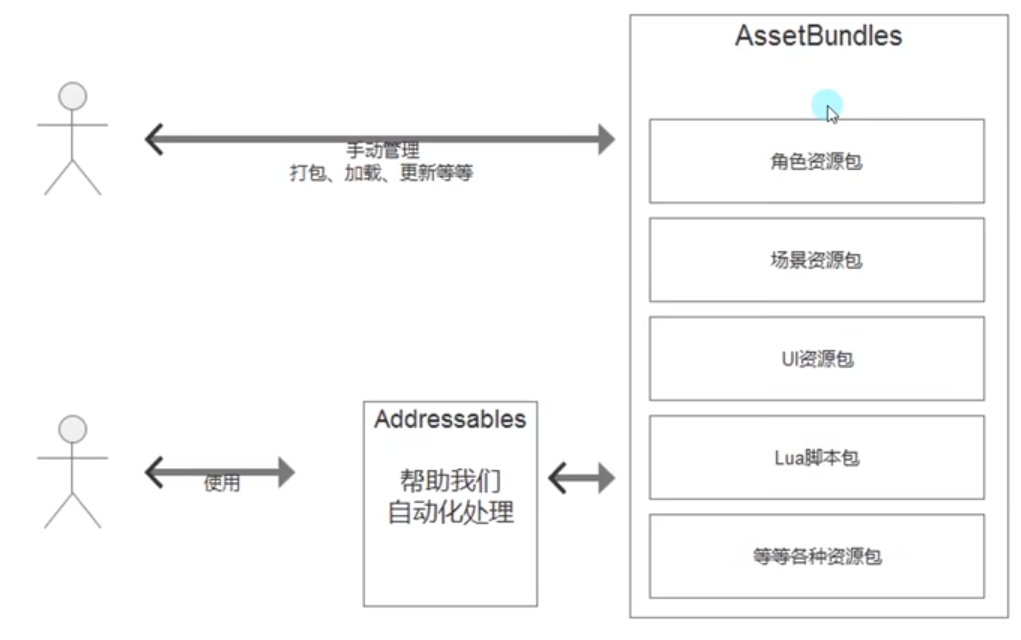 AssetBundles
手动管理
打包、加载、更新等等
角色资源包
场景资源包
UI资源包
Lua脚本包
等等各种资源包
使用
Addressables
帮助我们
自动化处理